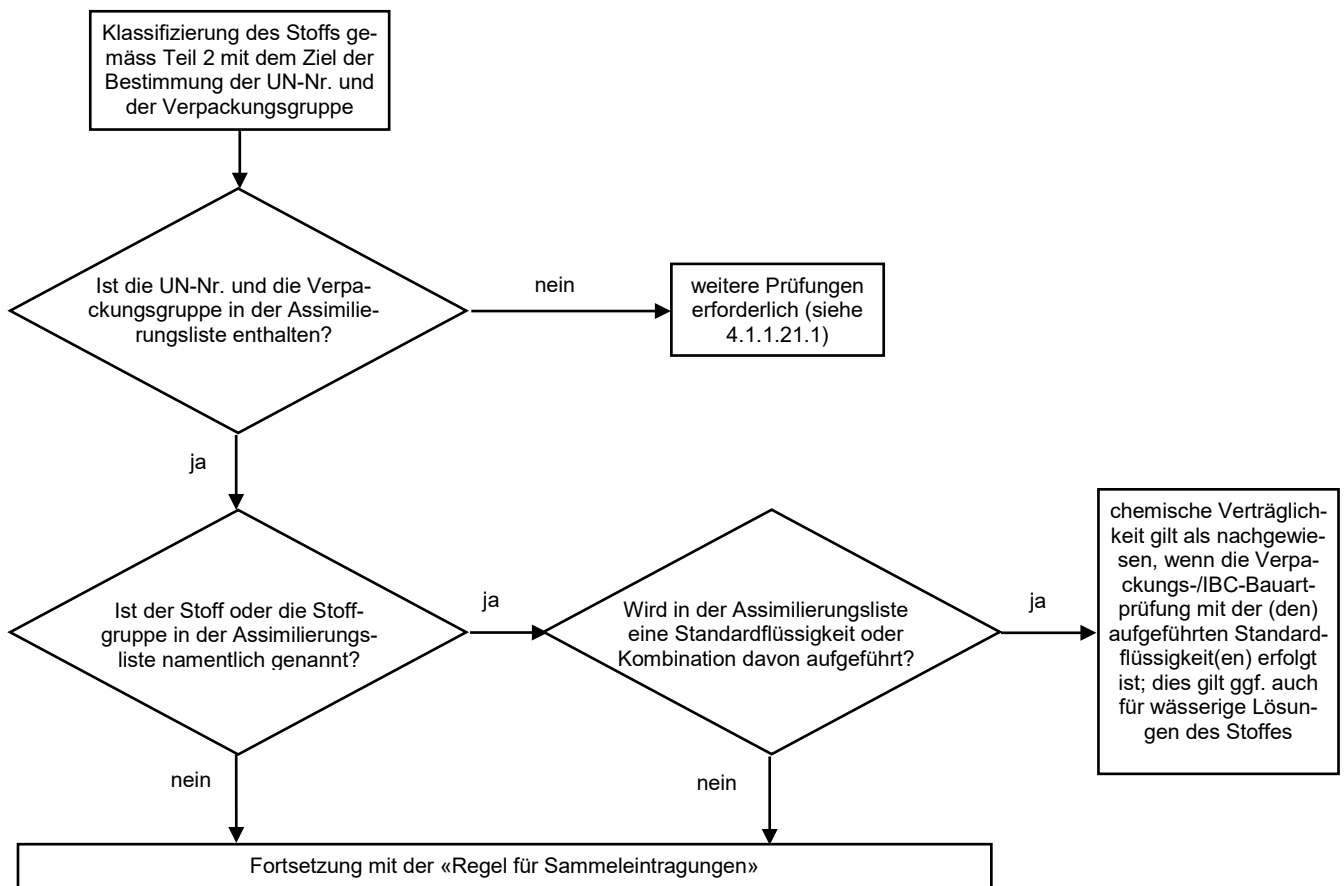 Klassifizierung des Stoffs ge-
mäss Teil 2 mit dem Ziel der
Bestimmung der UN-Nr. und
der Verpackungsgruppe
Ist die UN-Nr. und die Verpa-
ckungsgruppe in der Assimilie-
rungsliste enthalten?
nein
weitere Prüfungen
erforderlich (siehe
4.1.1.21.1)
ja
Ist der Stoff oder die Stoff-
gruppe in der Assimilierungs-
liste namentlich genannt?
ja
Wird in der Assimilierungsliste
eine Standardflüssigkeit oder
Kombination davon aufgeführt?
ja
chemische Verträglich-
keit gilt als nachgewie-
sen, wenn die Verpa-
ckungs-/IBC-Bauart-
prüfung mit der (den)
aufgeführten Standard-
flüssigkeit(en) erfolgt
ist; dies gilt ggf. auch
für wässerige Lösun-
gen des Stoffes
nein
nein
Fortsetzung mit der «Regel für Sammeleintragungen»